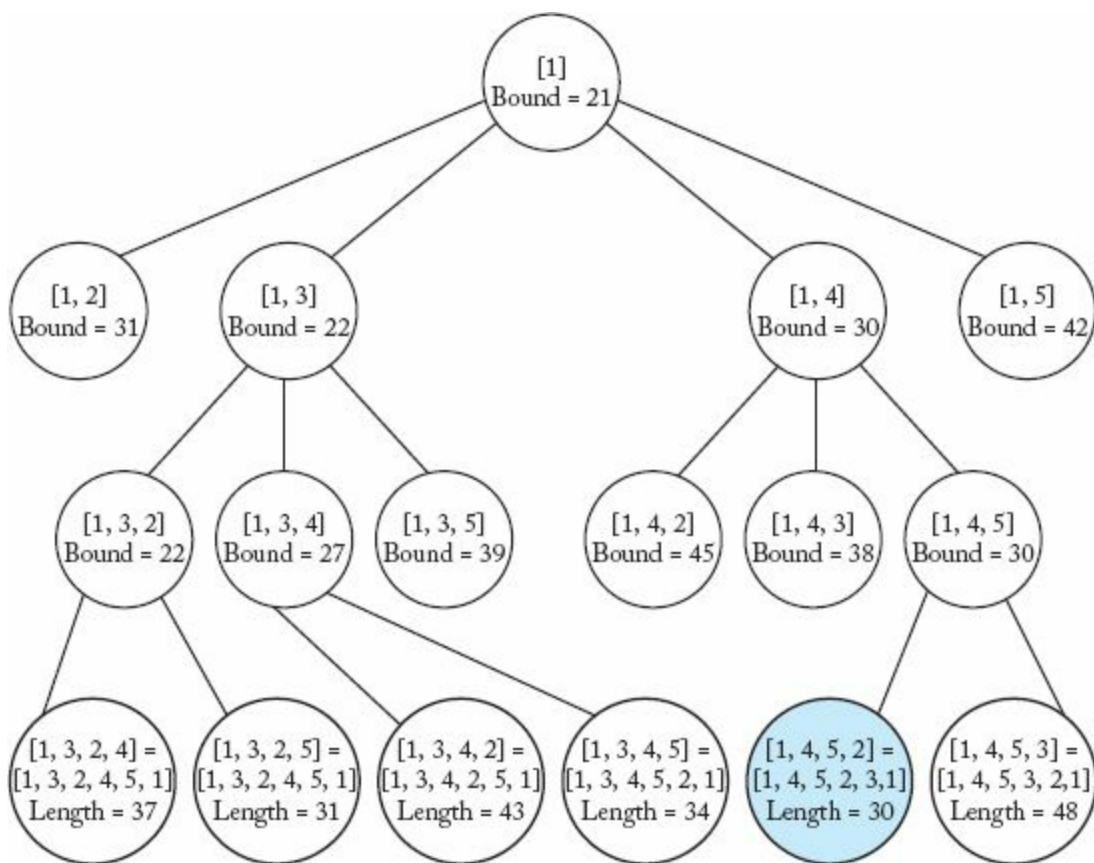 [1]
Bound = 21
[1, 2]
Bound = 31
[1, 3]
Bound = 22
[1, 4]
Bound = 30
[1, 5]
Bound = 42
[1, 3, 2]
Bound = 22
[1, 3, 4]
Bound = 27
[1, 3, 5]
Bound = 39
[1, 4, 2]
Bound = 45
[1, 4, 3]
Bound = 38
[1, 4, 5]
Bound = 30
[1, 3, 2, 4] =
[1, 3, 2, 4, 5, 1]
Length = 37
[1, 3, 2, 5] =
[1, 3, 2, 4, 5, 1]
Length = 31
[1, 3, 4, 2] =
[1, 3, 4, 2, 5, 1]
Length = 43
[1, 3, 4, 5] =
[1, 3, 4, 5, 2, 1]
Length = 34
[1, 4, 5, 2] =
[1, 4, 5, 2, 3,1]
Length = 30
[1, 4, 5, 3] =
[1, 4, 5, 3, 2,1]
Length = 48